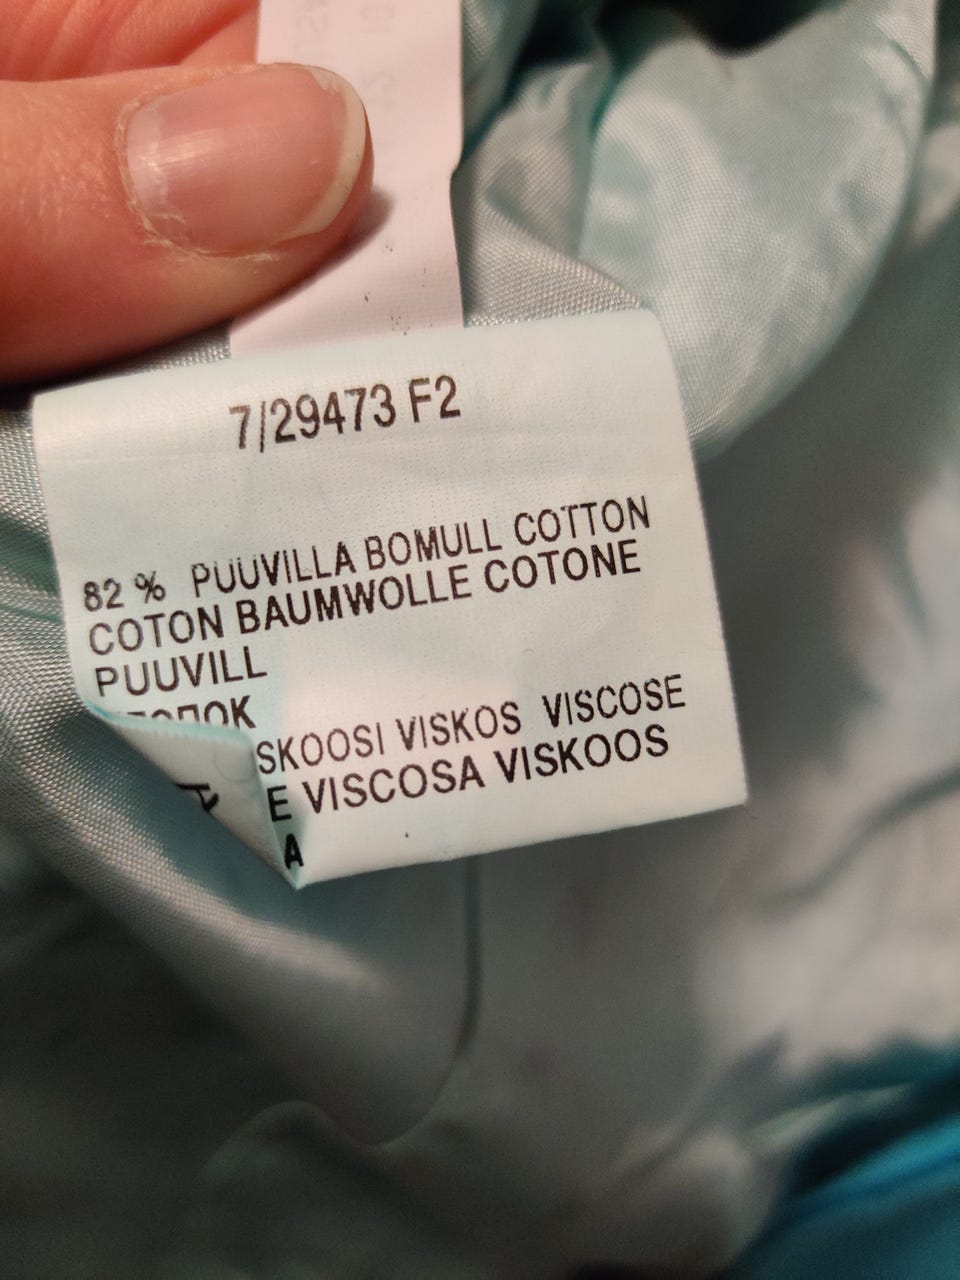 7/29473 F2
82 % PUUVILLA BOMULL COTTON
COTON BAUMWOLLE COTONE
PUUVILL
SKOOSI VISKOS VISCOSE
E VISCOSA VISKOOS
A